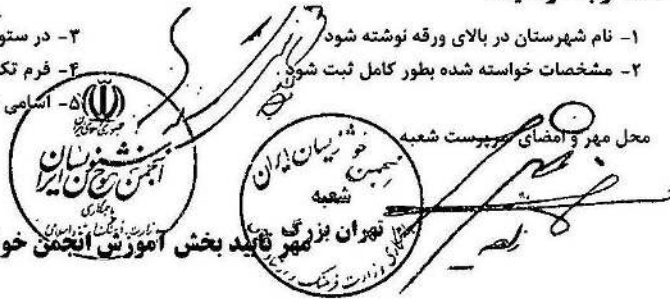 ۱- نام شهرستان در بالای ورقه نوشته شود
۳- در ستو
۲- مشخصات خواسته شده بطور کامل ثبت شود.
۴- فرم تک
۵- اسامی
محل مهر و امضای سرپرست شعبه
انجمن خوشنویسان ایران
شعبه
تهران بزرگ
انجمن خوشنویسان ایران
مهر تایید بخش آموزش انجمن خو